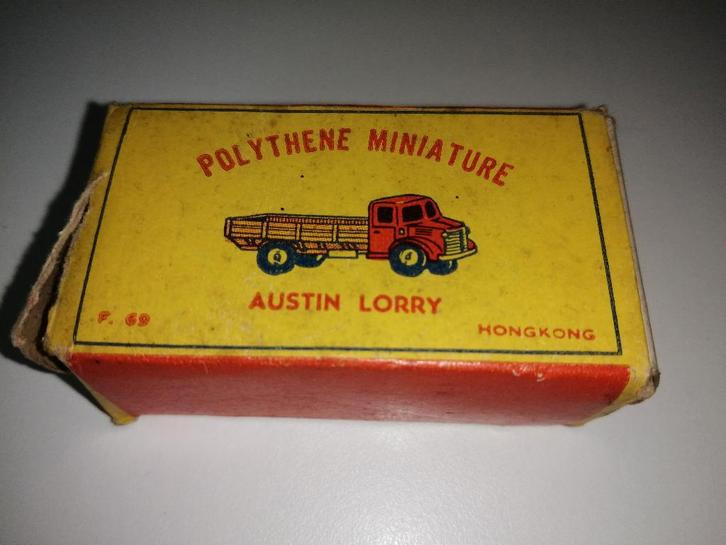 POLYTHENE MINIATURE
AUSTIN LORRY
P. 69
HONGKONG